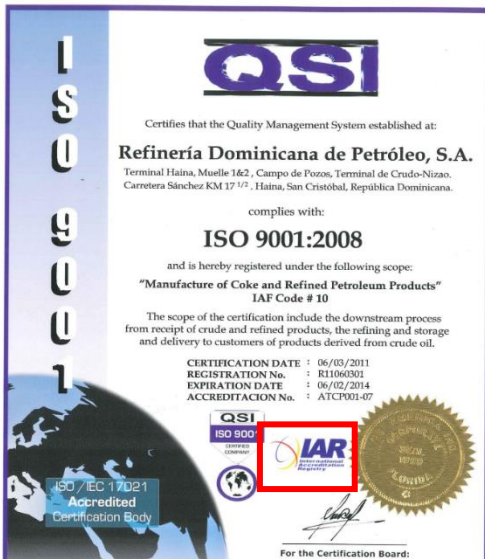 ISO 9001
QSI
Certifies that the Quality Management System established at:
Refinería Dominicana de Petróleo, S.A.
Terminal Haina, Muelle 1&2 , Campo de Pozos, Terminal de Crudo-Nizao.
Carretera Sánchez KM 17 1/2 . Haina, San Cristóbal, República Dominicana.
complies with:
ISO 9001:2008
and is hereby registered under the following scope:
"Manufacture of Coke and Refined Petroleum Products"
IAF Code # 10
The scope of the certification include the downstream process
from receipt of crude and refined products, the refining and storage
and delivery to customers of products derived from crude oil.
CERTIFICATION DATE : 06/03/2011
REGISTRATION No. : R11060301
EXPIRATION DATE : 06/02/2014
ACCREDITACION No. : ATCP001-07
QSI
ISO 9001
CERTIFIED
COMPANY
IAR
International
Accreditation
Registry
FLORIDA
ISO / IEC 17021
Accredited
Certification Body
For the Certification Board: